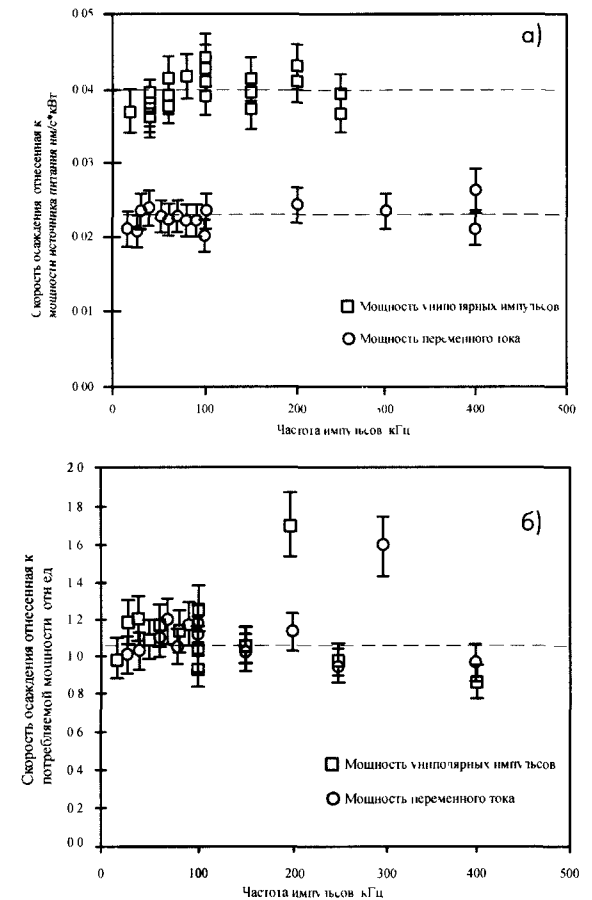 а)
0.05
0.04
0.03
0.02
0.01
0.00
Скорость осаждения отнесенная к
мощности источника питания нм/с*кВт
Мощность униполярных импульсов
Мощность переменного тока
0 100 200 300 400 500
Частота импульсов кГц
б)
2 0
1 8
1 6
1 4
1 2
1 0
0 8
0 6
0 4
0 2
0 0
Скорость осаждения отнесенная к
потребляемой мощности отн ед
Мощность униполярных импульсов
Мощность переменного тока
0 100 200 300 400 500
Частота импульсов кГц